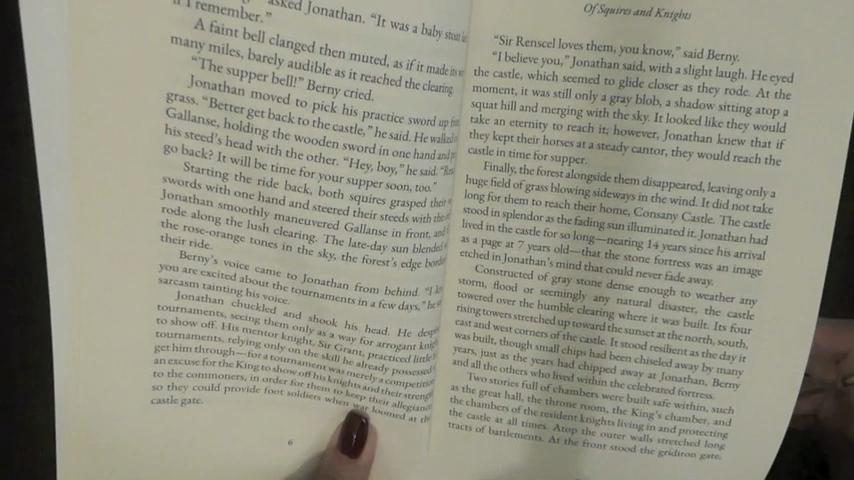 asked Jonathan. "It was a baby stoat
I remember."
A faint bell clanged then muted, as if it made its
many miles, barely audible as it reached the clearing.
"The supper bell!" Berny cried.
Jonathan moved to pick his practice sword up
grass. "Better get back to the castle," he said. He walked
Gallanse, holding the wooden sword in one hand and
his steed's head with the other. "Hey, boy," he said.
go back? It will be time for your supper soon, too."
Starting the ride back, both squires grasped their
swords with one hand and steered their steeds with the
Jonathan smoothly maneuvered Gallanse in front, and
rode along the lush clearing. The late-day sun blended
the rose-orange tones in the sky, the forest's edge
their ride.
Berny's voice came to Jonathan from behind. "I
you are excited about the tournaments in a few days," he
sarcasm tainting his voice.
Jonathan chuckled and shook his head. He
tournaments, seeing them only as a way for arrogant
to show off. His mentor knight, Sir Grant, practiced little
tournaments, relying only on the skill he already possessed
get him through—for a tournament was merely a competition
an excuse for the King to show off his knights and their strength
to the commoners, in order for them to keep their allegiance
so they could provide foot soldiers when war loomed at the
castle gate.
6
Of Squires and Knights
"Sir Renscel loves them, you know," said Berny.
"I believe you," Jonathan said, with a slight laugh. He eyed
the castle, which seemed to glide closer as they rode. At the
moment, it was still only a gray blob, a shadow sitting atop a
squat hill and merging with the sky. It looked like they would
take an eternity to reach it; however, Jonathan knew that if
they kept their horses at a steady cantor, they would reach the
castle in time for supper.
Finally, the forest alongside them disappeared, leaving only a
huge field of grass blowing sideways in the wind. It did not take
long for them to reach their home, Consany Castle. The castle
stood in splendor as the fading sun illuminated it. Jonathan had
lived in the castle for so long—nearing 14 years since his arrival
as a page at 7 years old—that the stone fortress was an image
etched in Jonathan's mind that could never fade away.
Constructed of gray stone dense enough to weather any
storm, flood or seemingly any natural disaster, the castle
towered over the humble clearing where it was built. Its four
rising towers stretched up toward the sunset at the north, south,
east and west corners of the castle. It stood resilient as the day it
was built, though small chips had been chiseled away by many
years, just as the years had chipped away at Jonathan, Berny
and all the others who lived within the celebrated fortress.
Two stories full of chambers were built safe within, such
as the great hall, the throne room, the King's chamber, and
the chambers of the resident knights living in and protecting
the castle at all times. Atop the outer walls stretched long
tracts of battlements. At the front stood the gridiron gate,